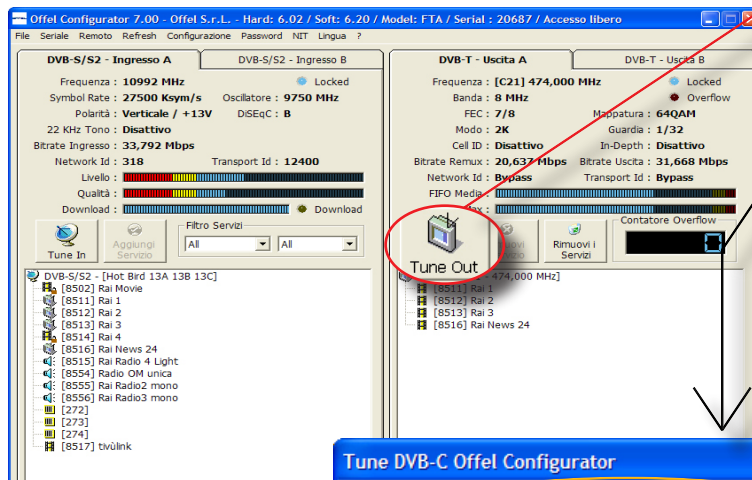 Offel Configurator 7.00 - Offel S.r.L. - Hard: 6.02 / Soft: 6.20 / Model: FTA / Serial : 20687 / Accesso libero
File Seriale Remoto Refresh Configurazione Password NIT Lingua ?
DVB-S/S2 - Ingresso A
DVB-S/S2 - Ingresso B
Frequenza : 10992 MHz
Locked
Symbol Rate : 27500 Ksym/s Oscillatore : 9750 MHz
Polarità : Verticale / +13V DiSEqC : B
22 KHz Tono : Disattivo
Bitrate Ingresso : 33,792 Mbps
Network Id : 318 Transport Id : 12400
Livello :
Qualità :
Download : Download
Tune In
Aggiungi Servizio
Filtro Servizi
All
All
DVB-S/S2 - [Hot Bird 13A 13B 13C]
[8502] Rai Movie
[8511] Rai 1
[8512] Rai 2
[8513] Rai 3
[8514] Rai 4
[8516] Rai News 24
[8515] Rai Radio 4 Light
[8554] Radio OM unica
[8555] Rai Radio2 mono
[8556] Rai Radio3 mono
[272]
[273]
[274]
[8517] tivùlink
DVB-T - Uscita A
DVB-T - Uscita B
Frequenza : [C21] 474,000 MHz
Locked
Banda : 8 MHz
Overflow
FEC : 7/8 Mappatura : 64QAM
Modo : 2K Guardia : 1/32
Cell ID : Disattivo In-Depth : Disattivo
Bitrate Remux : 20,637 Mbps Bitrate Uscita : 31,668 Mbps
Network Id : Bypass Transport Id : Bypass
FIFO Media :
Max :
Tune Out
Rimuovi i Servizi
Contatore Overflow
0
474,000 MHz]
[8511] Rai 1
[8512] Rai 2
[8513] Rai 3
[8516] Rai News 24
Tune DVB-C Offel Configurator